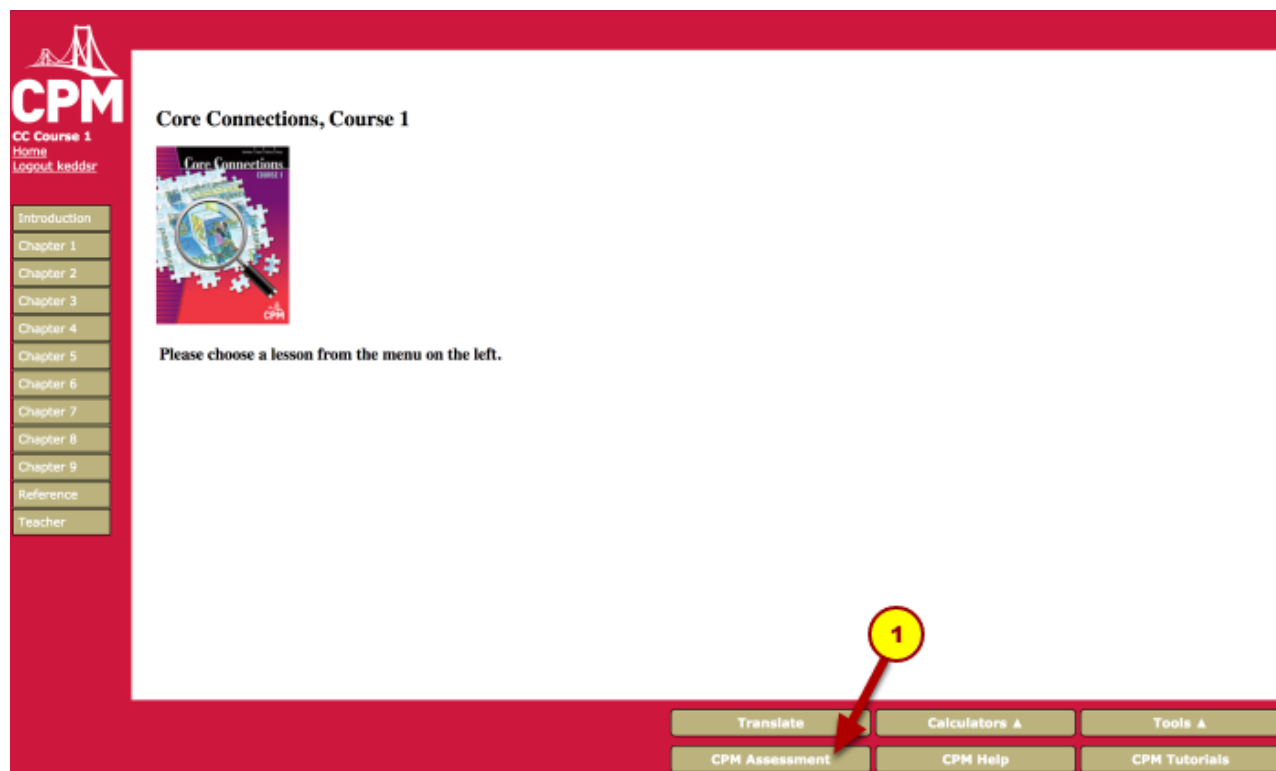 CPM
CC Course 1
Home
Logout keddsr
Introduction
Chapter 1
Chapter 2
Chapter 3
Chapter 4
Chapter 5
Chapter 6
Chapter 7
Chapter 8
Chapter 9
Reference
Teacher
Core Connections, Course 1
Core Connections
COURSE 1
CPM
Please choose a lesson from the menu on the left.
1
Translate
Calculators ▲
Tools ▲
CPM Assessment
CPM Help
CPM Tutorials